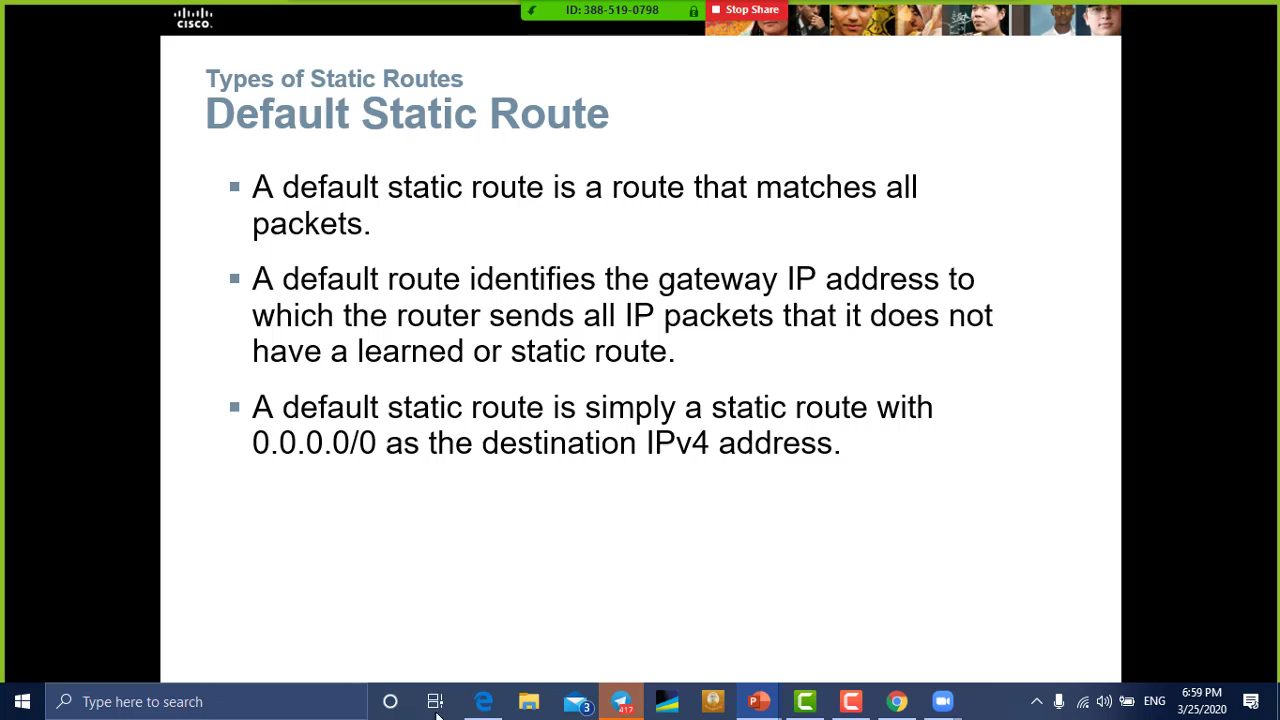 ID: 388-519-0798
Stop Share
CISCO
Types of Static Routes
Default Static Route
A default static route is a route that matches all
packets.
A default route identifies the gateway IP address to
which the router sends all IP packets that it does not
have a learned or static route.
A default static route is simply a static route with
0.0.0.0/0 as the destination IPv4 address.
Type here to search
3
417
ENG
6:59 PM
3/25/2020